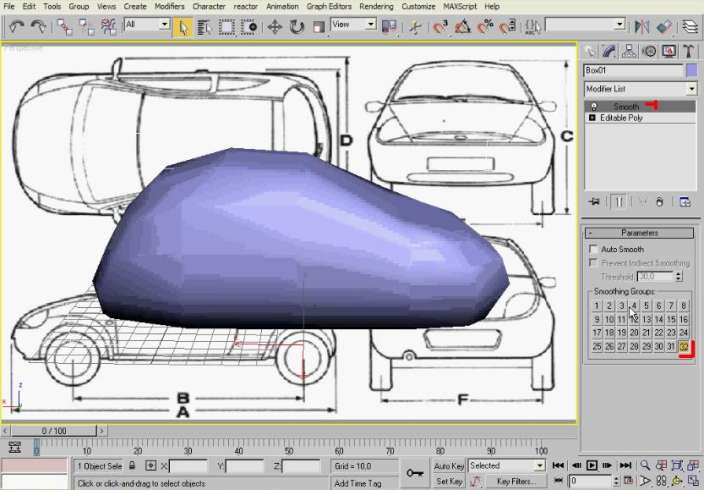 File Edit Tools Group Views Create Modifiers Character reactor Animation Graph Editors Rendering Customize MAXScript Help
All View
Perspective
D C
B
A
F
z
x
Box01
Modifier List
Smooth
Editable Poly
- Parameters
Auto Smooth
Prevent Indirect Smoothing
Threshold: 30,0
Smoothing Groups:
1 2 3 4 5 6 7 8
9 10 11 12 13 14 15 16
17 18 19 20 21 22 23 24
25 26 27 28 29 30 31 32
0 / 100
0 10 20 30 40 50 60 70 80 90 100
1 Object Sele X: Y: Z: Grid = 10,0 Auto Key Selected
Click or click-and-drag to select objects Add Time Tag Set Key Key Filters... 0